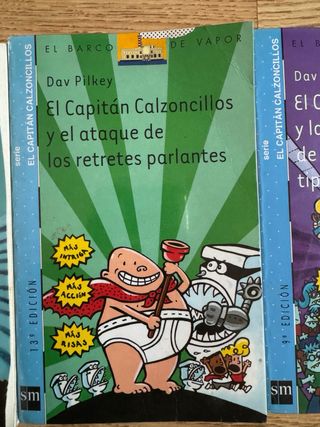 EL BARCO DE VAPOR
Dav Pilkey
El Capitán Calzoncillos
y el ataque de
los retretes parlantes
serie
EL CAPITÁN CALZONCILLOS
MÁS
INTRIGA
MÁS
ACCIÓN
MÁS
RISAS
13ª EDICIÓN
sm
EL B
Dav
El C
y la
de
tip
serie
EL CAPITÁN CALZONCILLOS
9ª EDICIÓN
sm